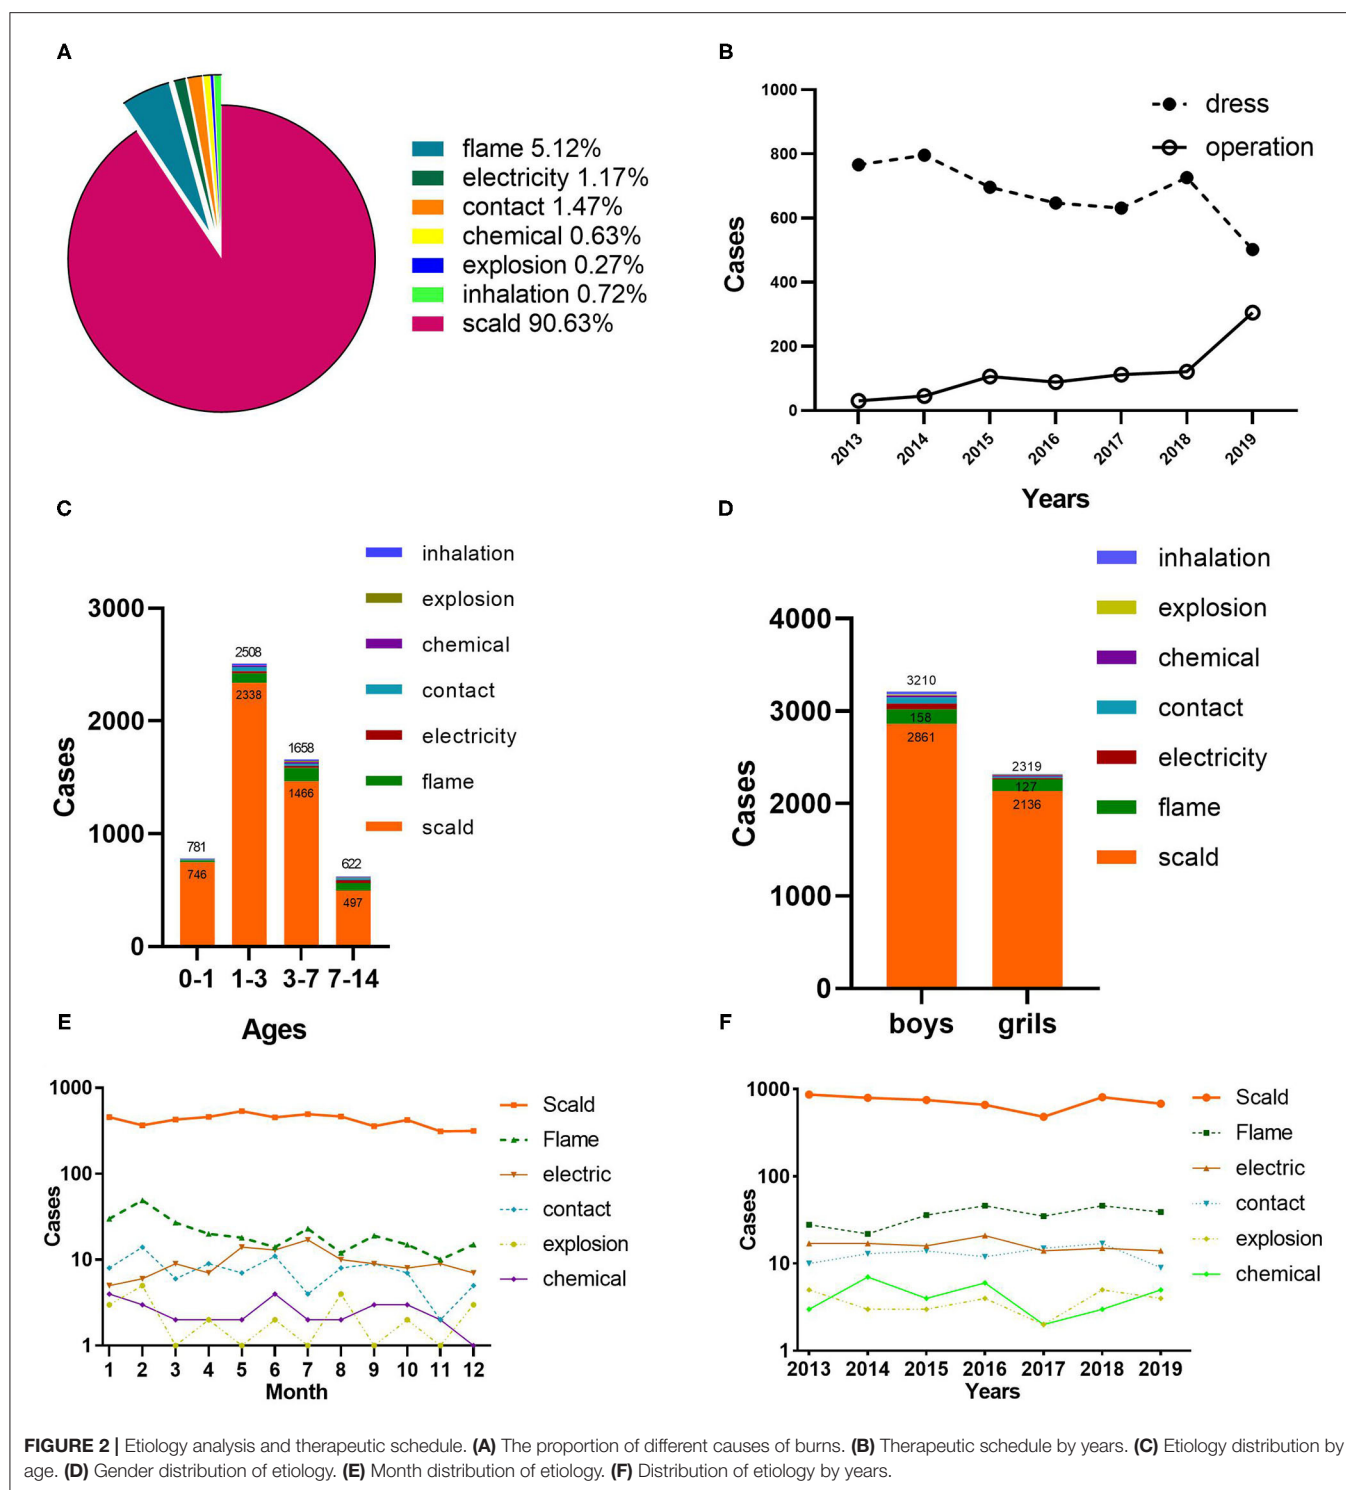 A
flame 5.12%
electricity 1.17%
contact 1.47%
chemical 0.63%
explosion 0.27%
inhalation 0.72%
scald 90.63%
B
1000
800
600
400
200
0
Cases
dress
operation
2013
2014
2015
2016
2017
2018
2019
Years
C
inhalation
explosion
chemical
contact
electricity
flame
scald
3000
2000
1000
0
Cases
781
746
2508
2338
1658
1466
622
497
0-1 1-3 3-7 7-14
Ages
D
inhalation
explosion
chemical
contact
electricity
flame
scald
4000
3000
2000
1000
0
Cases
3210
158
2861
2319
127
2136
boys grils
E
1000
100
10
1
Cases
Scald
Flame
electric
contact
explosion
chemical
1 2 3 4 5 6 7 8 9 10 11 12
Month
F
1000
100
10
1
Cases
Scald
Flame
electric
contact
explosion
chemical
2013 2014 2015 2016 2017 2018 2019
Years
FIGURE 2 | Etiology analysis and therapeutic schedule. (A) The proportion of different causes of burns. (B) Therapeutic schedule by years. (C) Etiology distribution by
age. (D) Gender distribution of etiology. (E) Month distribution of etiology. (F) Distribution of etiology by years.